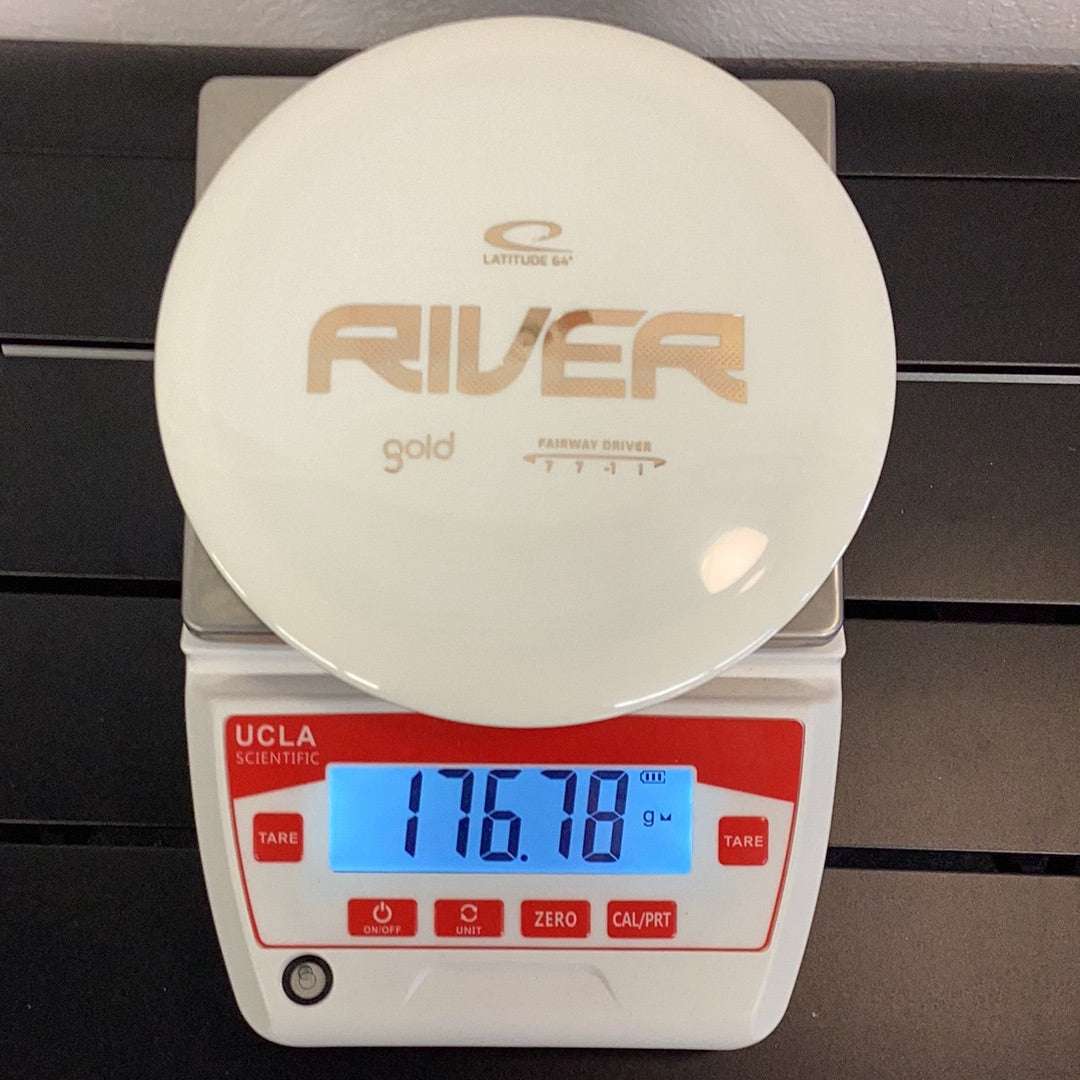 LATITUDE 64°
RIVER
gold
FAIRWAY DRIVER
7 7 -1 1
UCLA
SCIENTIFIC
176.78 g
TARE
TARE
ON/OFF
UNIT
ZERO
CAL/PRT